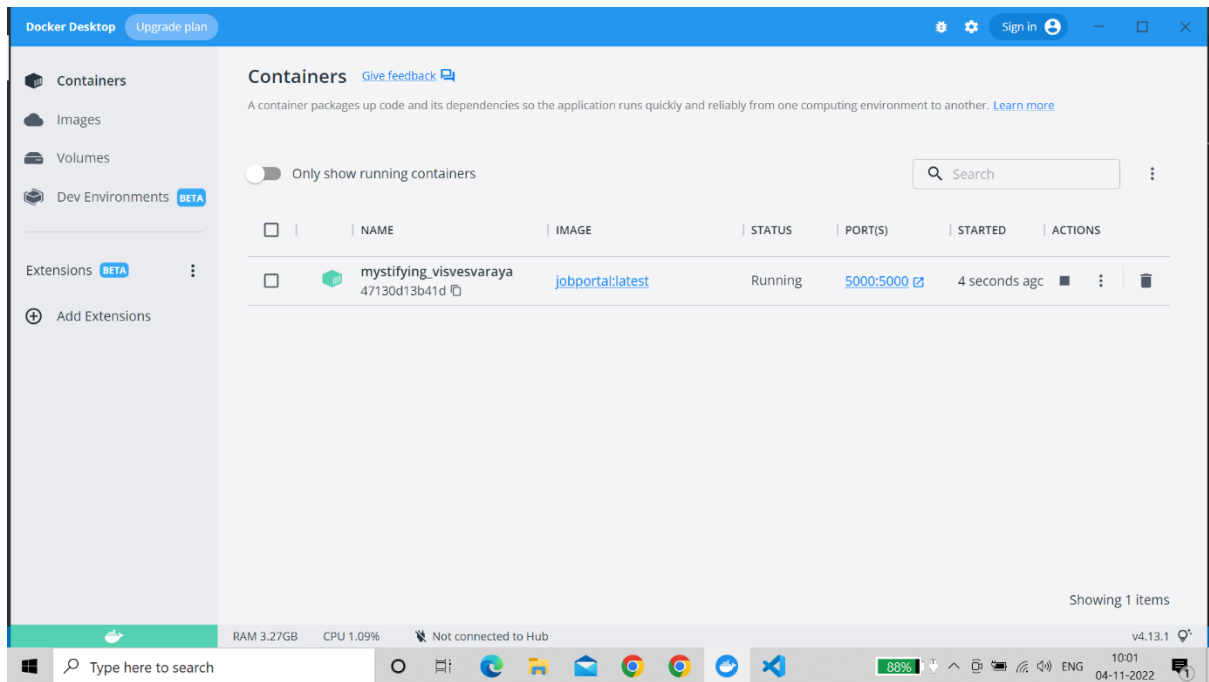 Docker Desktop Upgrade plan Sign in
Containers
Images
Volumes
Dev Environments BETA
Extensions BETA
Add Extensions
Containers Give feedback
A container packages up code and its dependencies so the application runs quickly and reliably from one computing environment to another. Learn more
Only show running containers Search
NAME IMAGE STATUS PORT(S) STARTED ACTIONS
mystifying_visvesvaraya jobportal:latest Running 5000:5000 4 seconds agc
47130d13b41d
Showing 1 items
RAM 3.27GB CPU 1.09% Not connected to Hub v4.13.1
Type here to search 88% ENG 10:01
04-11-2022 1